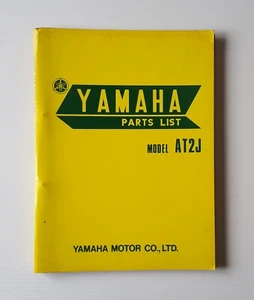 YAMAHA
PARTS LIST
MODEL AT2J
YAMAHA MOTOR CO., LTD.